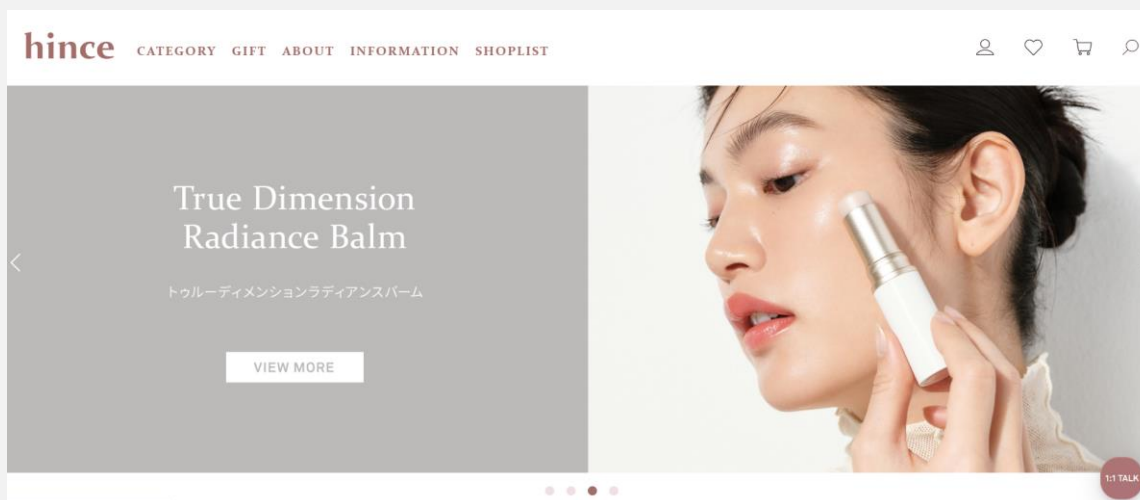 hince
CATEGORY GIFT ABOUT INFORMATION SHOPLIST
True Dimension
Radiance Balm
トゥルーディメンションラディアンスバーム
VIEW MORE
1:1 TALK